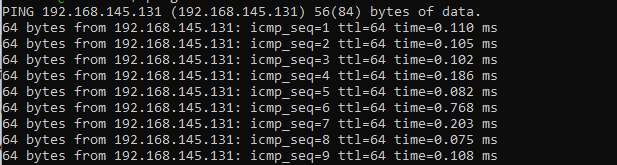 PING 192.168.145.131 (192.168.145.131) 56(84) bytes of data.
64 bytes from 192.168.145.131: icmp_seq=1 ttl=64 time=0.110 ms
64 bytes from 192.168.145.131: icmp_seq=2 ttl=64 time=0.105 ms
64 bytes from 192.168.145.131: icmp_seq=3 ttl=64 time=0.102 ms
64 bytes from 192.168.145.131: icmp_seq=4 ttl=64 time=0.186 ms
64 bytes from 192.168.145.131: icmp_seq=5 ttl=64 time=0.082 ms
64 bytes from 192.168.145.131: icmp_seq=6 ttl=64 time=0.768 ms
64 bytes from 192.168.145.131: icmp_seq=7 ttl=64 time=0.203 ms
64 bytes from 192.168.145.131: icmp_seq=8 ttl=64 time=0.075 ms
64 bytes from 192.168.145.131: icmp_seq=9 ttl=64 time=0.108 ms